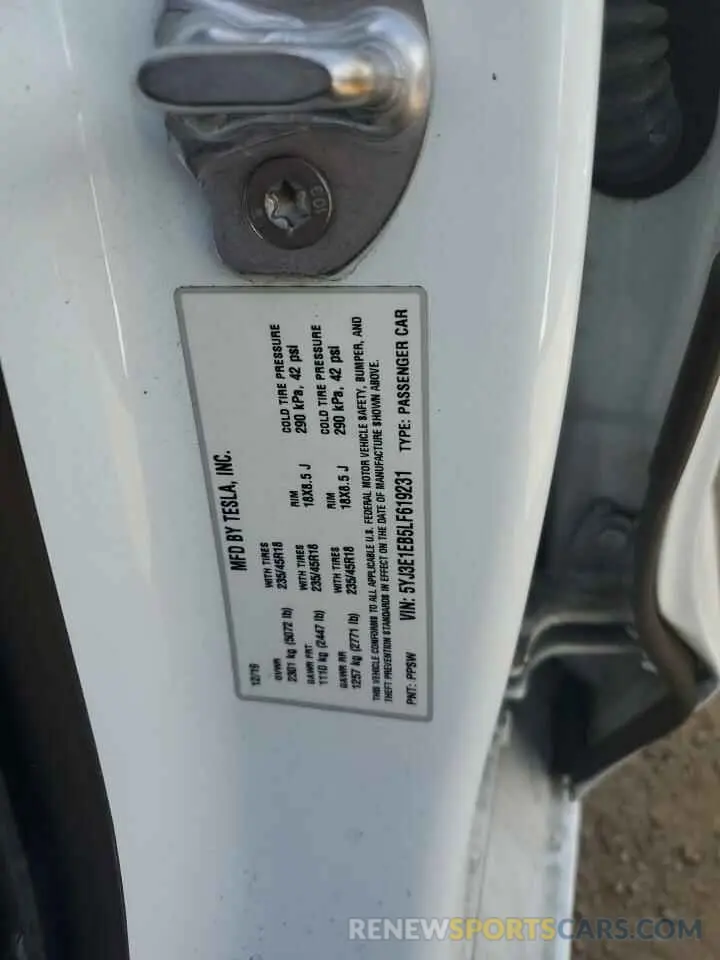 103
MFD BY TESLA, INC.
12/19
GVWR
2301 kg (5072 lb)
WITH TIRES
235/45R18
RIM
18X8.5 J
COLD TIRE PRESSURE
290 kPa, 42 psi
GAWR FRT
1110 kg (2447 lb)
WITH TIRES
235/45R18
RIM
18X8.5 J
COLD TIRE PRESSURE
290 kPa, 42 psi
GAWR RR
1257 kg (2771 lb)
THIS VEHICLE CONFORMS TO ALL APPLICABLE U.S. FEDERAL MOTOR VEHICLE SAFETY, BUMPER, AND
THEFT PREVENTION STANDARDS IN EFFECT ON THE DATE OF MANUFACTURE SHOWN ABOVE.
PNT: PPSW VIN: 5YJ3E1EB5LF619231 TYPE: PASSENGER CAR
RENEWSPORTSCARS.COM